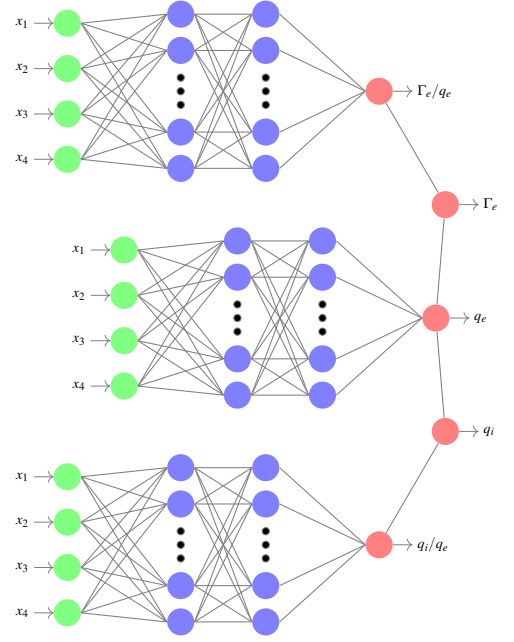 x₁
x₂
x₃
x₄
Γₑ/qₑ
Γₑ
x₁
x₂
x₃
x₄
qₑ
qᵢ
x₁
x₂
x₃
x₄
qᵢ/qₑ